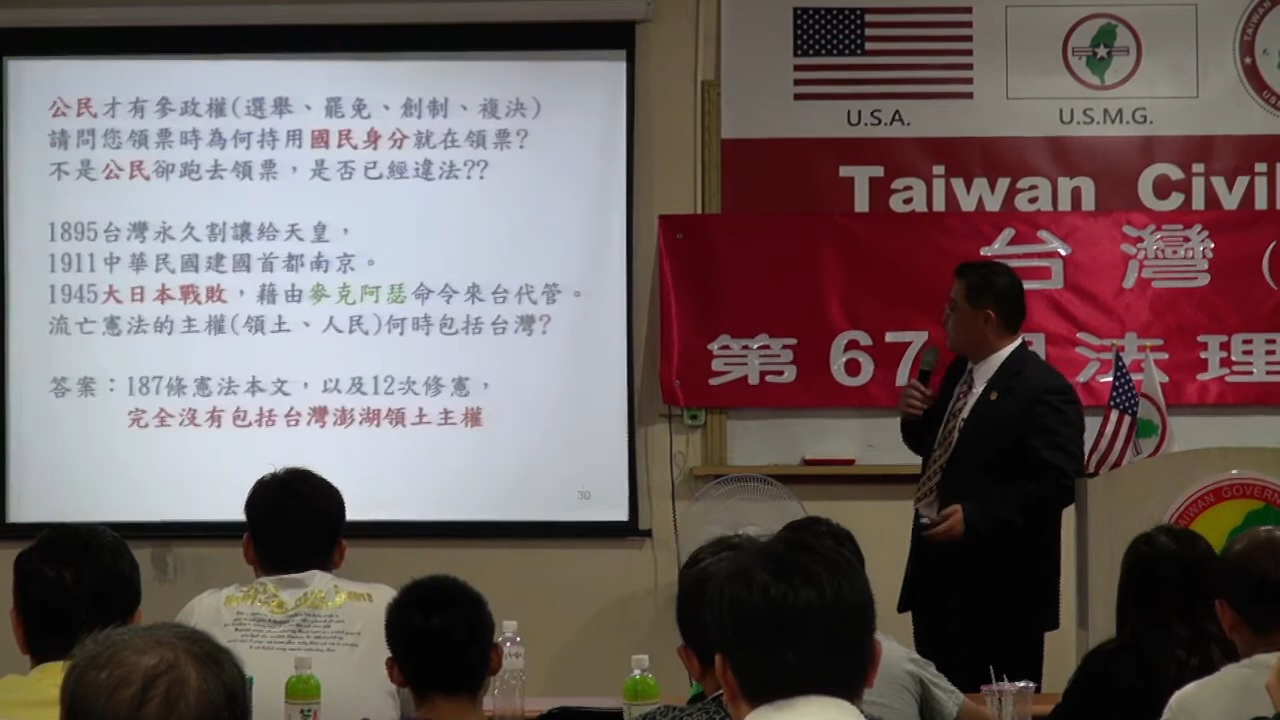 公民才有參政權(選舉、罷免、創制、複決)
請問您領票時為何持用國民身分就在領票?
不是公民卻跑去領票，是否已經違法??
1895台灣永久割讓給天皇，
1911中華民國建國首都南京。
1945大日本戰敗，藉由麥克阿瑟命令來台代管。
流亡憲法的主權(領土、人民)何時包括台灣?
答案：187條憲法本文，以及12次修憲，
完全沒有包括台灣澎湖領土主權
30
U.S.A.
U.S.M.G.
Taiwan Civil
台灣(
第67期法理
TAIWAN GOVER